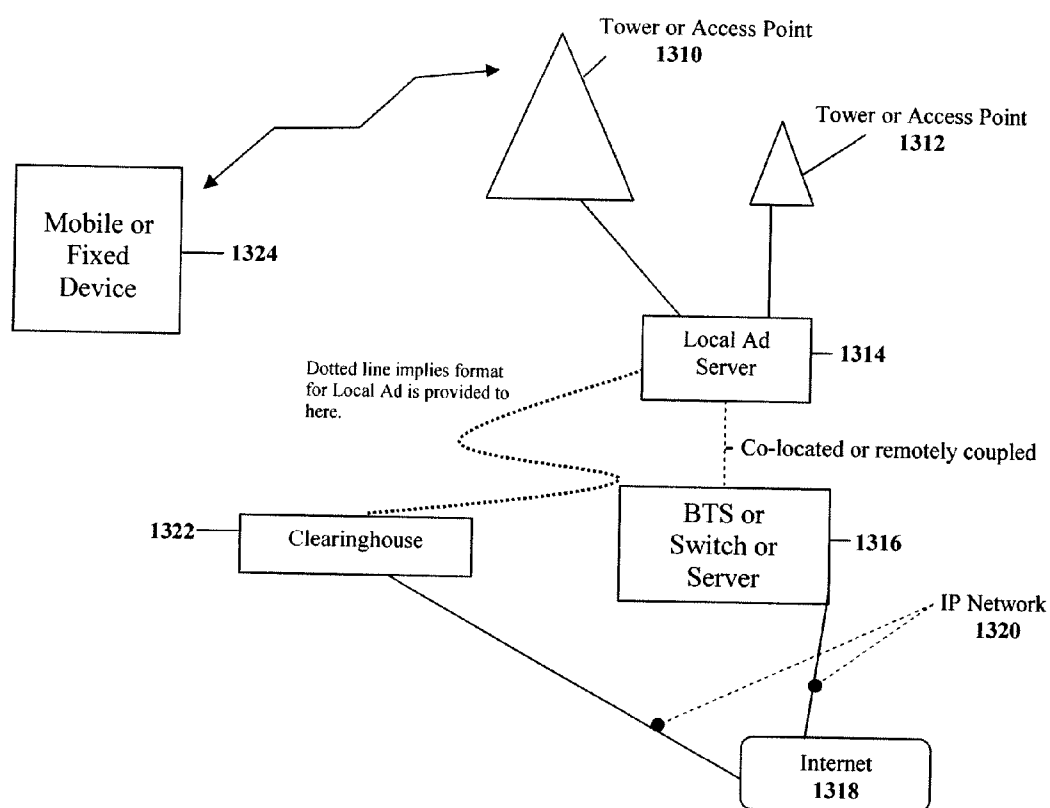 Tower or Access Point
1310
Tower or Access Point
1312
Mobile or
Fixed
Device
1324
Local Ad
Server
1314
Dotted line implies format
for Local Ad is provided to
here.
Co-located or remotely coupled
1322
Clearinghouse
BTS or
Switch or
Server
1316
IP Network
1320
Internet
1318